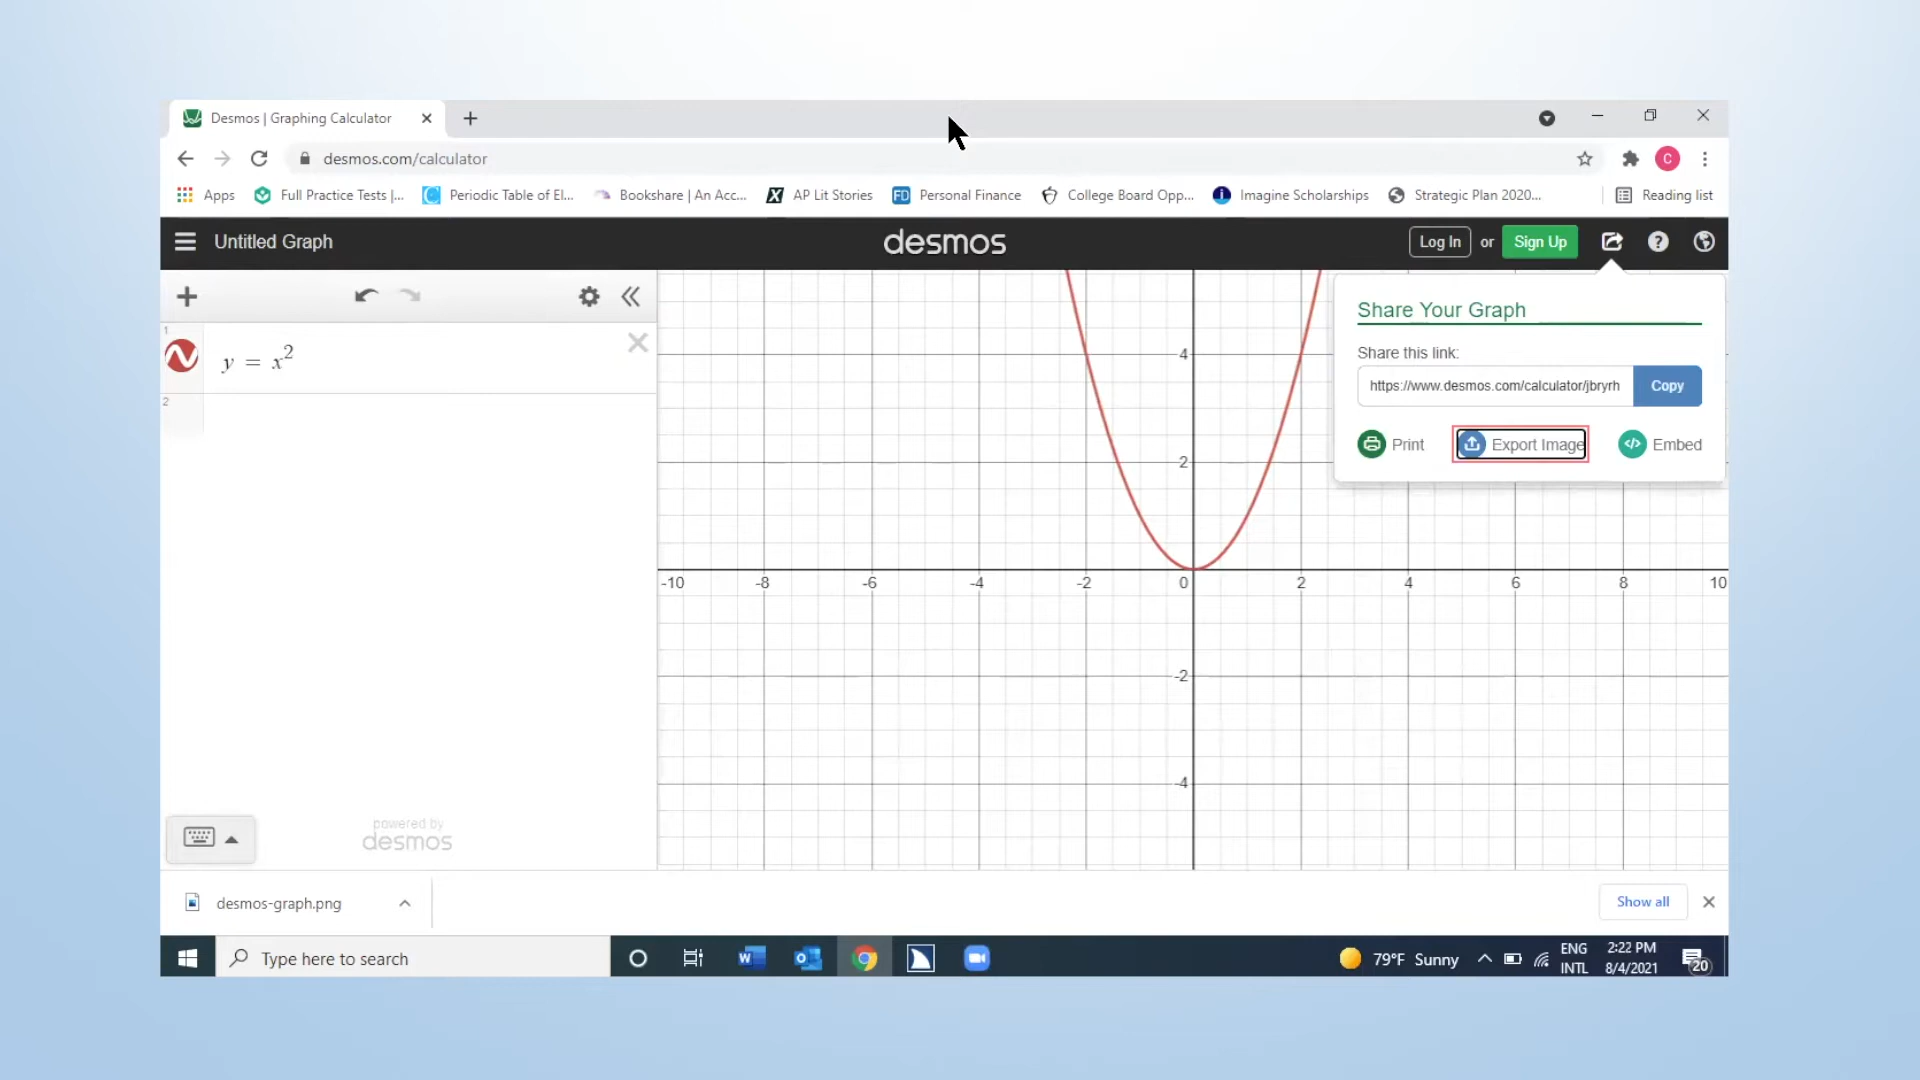 Desmos | Graphing Calculator
desmos.com/calculator
C
Apps
Full Practice Tests |...
Periodic Table of El...
Bookshare | An Acc...
X AP Lit Stories
FD Personal Finance
College Board Opp...
Imagine Scholarships
Strategic Plan 2020...
Reading list
Untitled Graph
desmos
Log In or Sign Up
Share Your Graph
Share this link:
https://www.desmos.com/calculator/jbryrh
Copy
Print
Export Image
Embed
1
y = x²
2
4
2
-10 -8 -6 -4 -2 0 2 4 6 8 10
-2
-4
powered by
desmos
desmos-graph.png
Show all
Type here to search
79°F Sunny
ENG
INTL
2:22 PM
8/4/2021
20